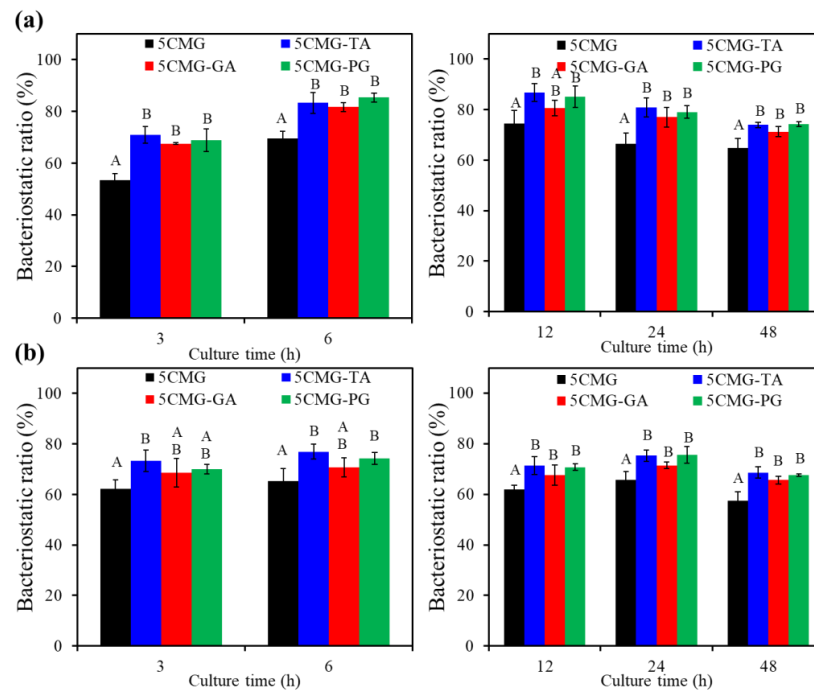 (a)
Bacteriostatic ratio (%)
100
80
60
40
20
0
5CMG
5CMG-TA
5CMG-GA
5CMG-PG
A
B
B
B
A
B
B
B
3
6
Culture time (h)
Bacteriostatic ratio (%)
100
80
60
40
20
0
5CMG
5CMG-TA
5CMG-GA
5CMG-PG
A
B
A
B
B
A
B
B
B
A
B
B
B
12
24
48
Culture time (h)
(b)
Bacteriostatic ratio (%)
100
80
60
40
20
0
5CMG
5CMG-TA
5CMG-GA
5CMG-PG
A
B
A
B
A
B
A
B
A
B
B
3
6
Culture time (h)
Bacteriostatic ratio (%)
100
80
60
40
20
0
5CMG
5CMG-TA
5CMG-GA
5CMG-PG
A
B
B
B
A
B
B
B
A
B
B
B
12
24
48
Culture time (h)